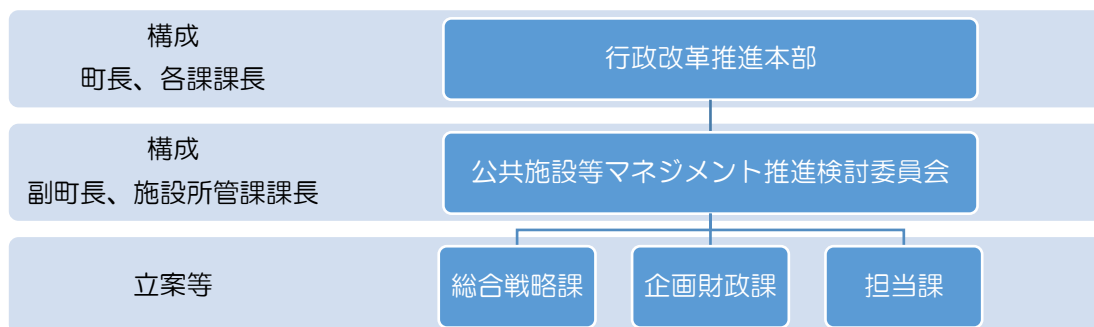 構成
町長、各課課長
行政改革推進本部
構成
副町長、施設所管課課長
公共施設等マネジメント推進検討委員会
立案等
総合戦略課
企画財政課
担当課